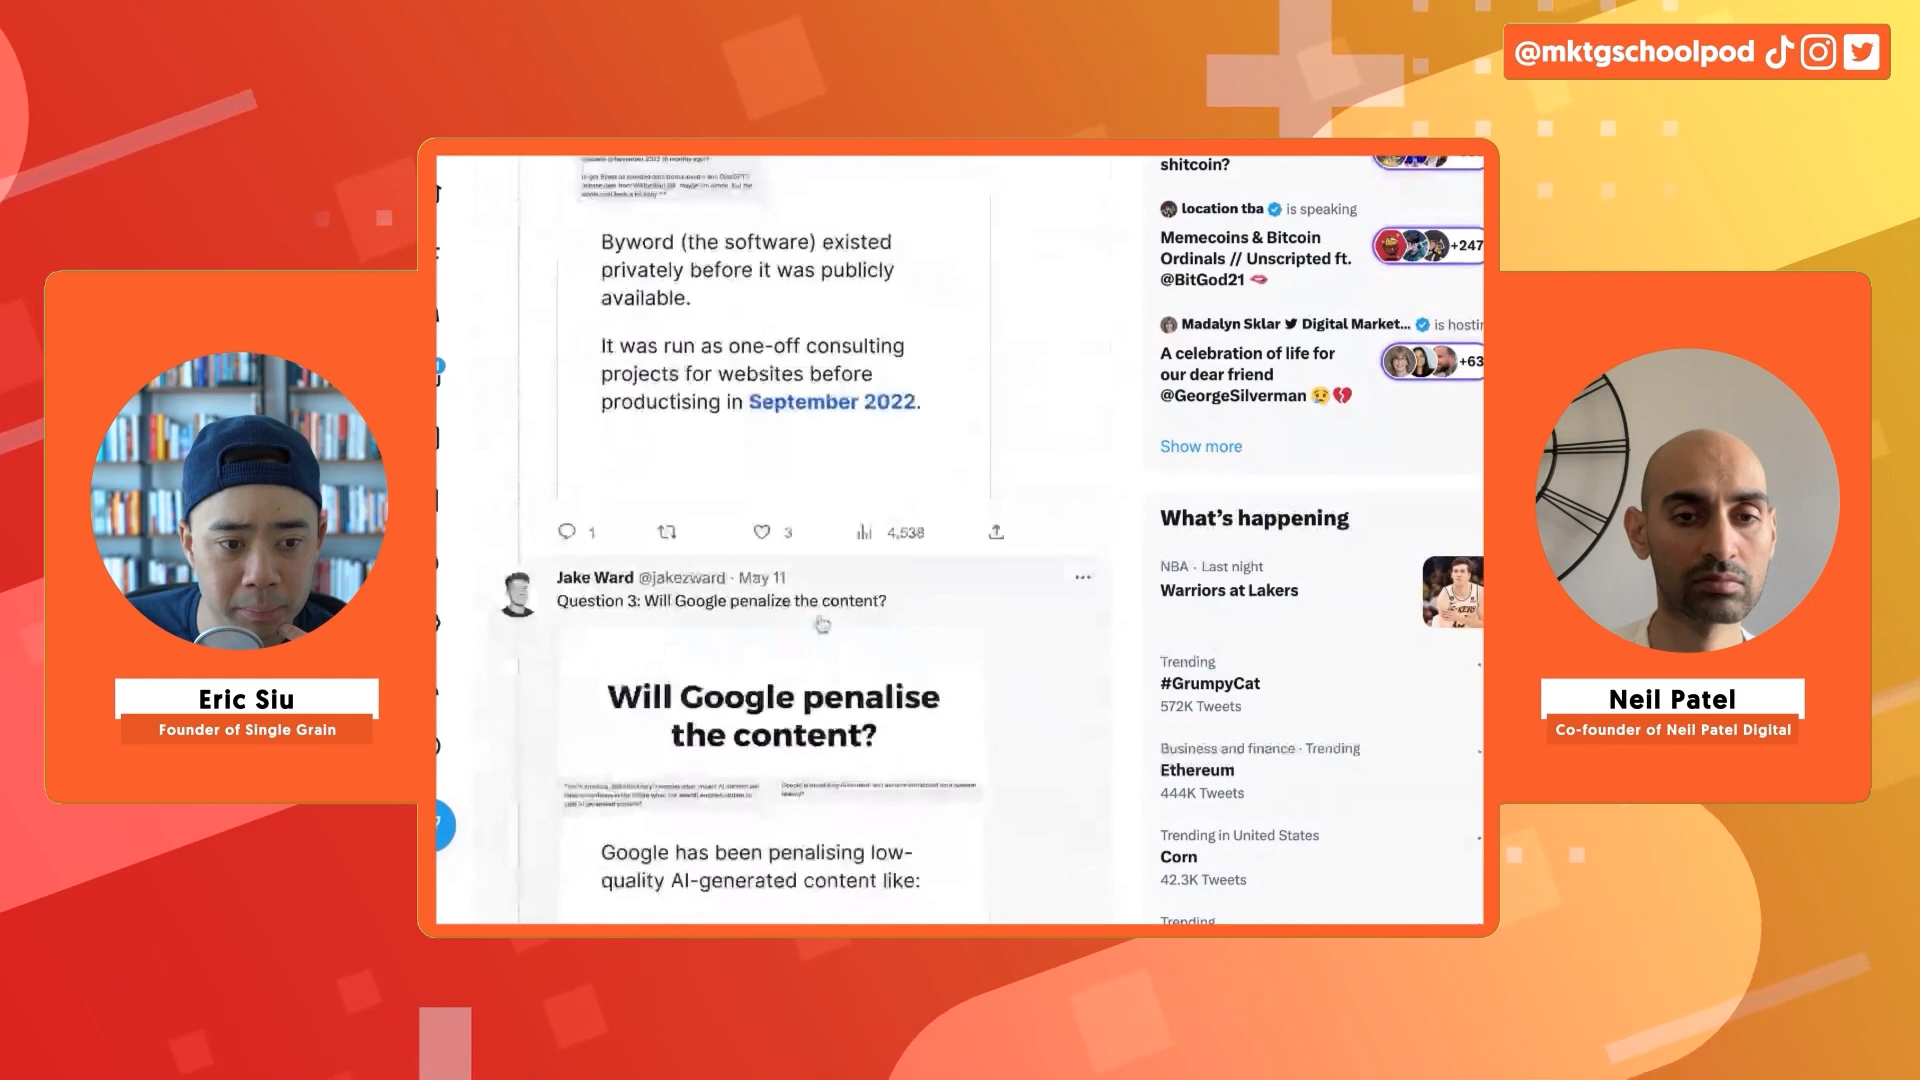 @mktgschoolpod
Byword (the software) existed
privately before it was publicly
available.
It was run as one-off consulting
projects for websites before
productising in September 2022.
1
3
4,538
Jake Ward @jakezward · May 11
Question 3: Will Google penalize the content?
Will Google penalise
the content?
Google has been penalising low-
quality AI-generated content like:
shitcoin?
location tba is speaking
Memecoins & Bitcoin
Ordinals // Unscripted ft.
@BitGod21 🫦
+247
Madalyn Sklar Digital Market... is hosti
A celebration of life for
our dear friend
@GeorgeSilverman 😢💔
+63
Show more
What's happening
NBA · Last night
Warriors at Lakers
Trending
#GrumpyCat
572K Tweets
Business and finance · Trending
Ethereum
444K Tweets
Trending in United States
Corn
42.3K Tweets
Trending
Eric Siu
Founder of Single Grain
Neil Patel
Co-founder of Neil Patel Digital